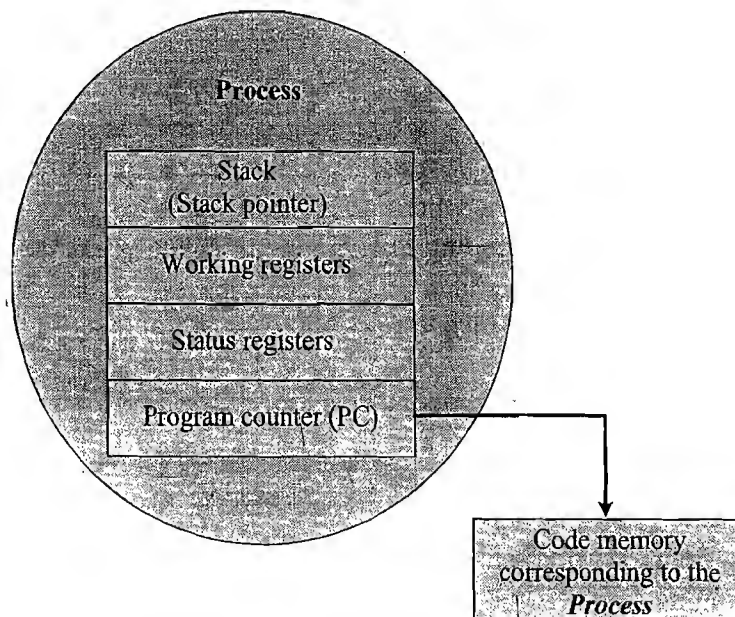 Process
Stack
(Stack pointer)
Working registers
Status registers
Program counter (PC)
Code memory
corresponding to the
Process